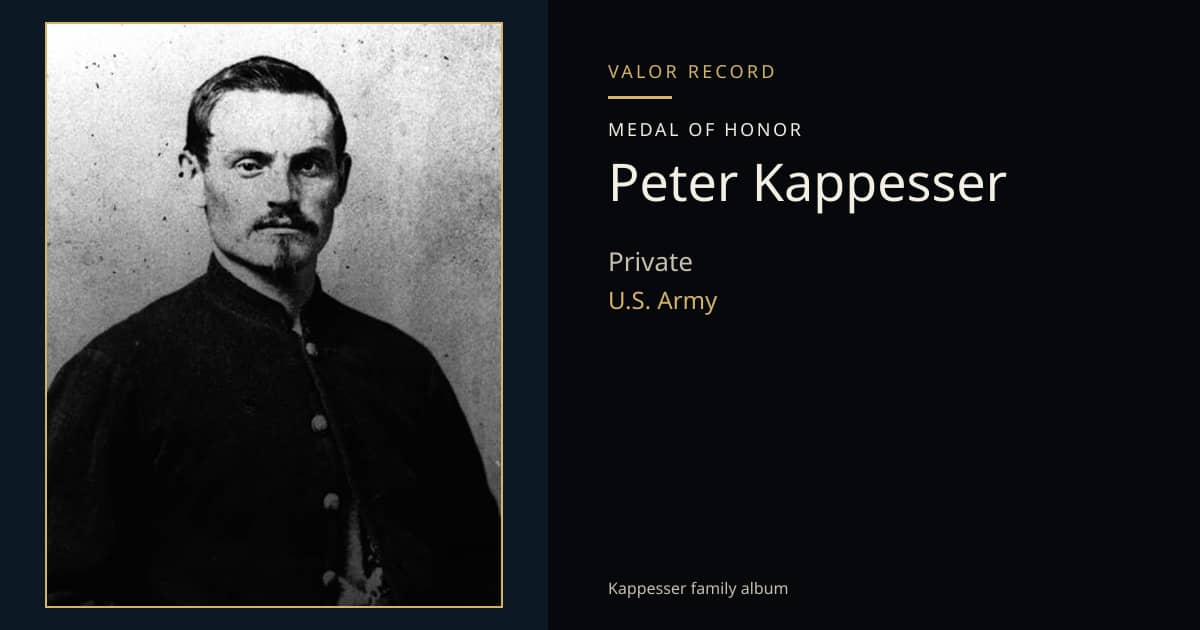 VALOR RECORD
MEDAL OF HONOR
Peter Kappesser
Private
U.S. Army
Kappesser family album